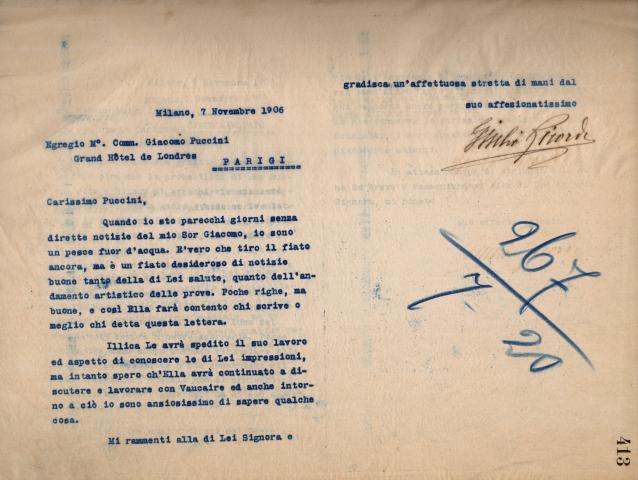 Milano, 7 Novembre 1906
Egregio M°. Comm. Giacomo Puccini
Grand Hôtel de Londres
PARIGI
Carissimo Puccini,
Quando io sto parecchi giorni senza
dirette notizie del mio Sor Giacomo, io sono
un pesce fuor d'acqua. E'vero che tiro il fiato
ancora, ma è un fiato desideroso di notizie
buone tanto della di Lei salute, quanto dell'an-
damento artistico delle prove. Poche righe, ma
buone, e così Ella farà contento chi scrive o
meglio chi detta questa lettera.
Illica Le avrà spedito il suo lavoro
ed aspetto di conoscere le di Lei impressioni,
ma intanto spero ch'Ella avrà continuato a di-
scutere e lavorare con Vaucaire ed anche intor-
no a ciò io sono ansiosissimo di sapere qualche
cosa.
Mi rammenti alla di Lei Signora e
gradisca un'affettuosa stretta di mani dal
suo affezionatissimo
Giulio Ricordi
267
7
20
413